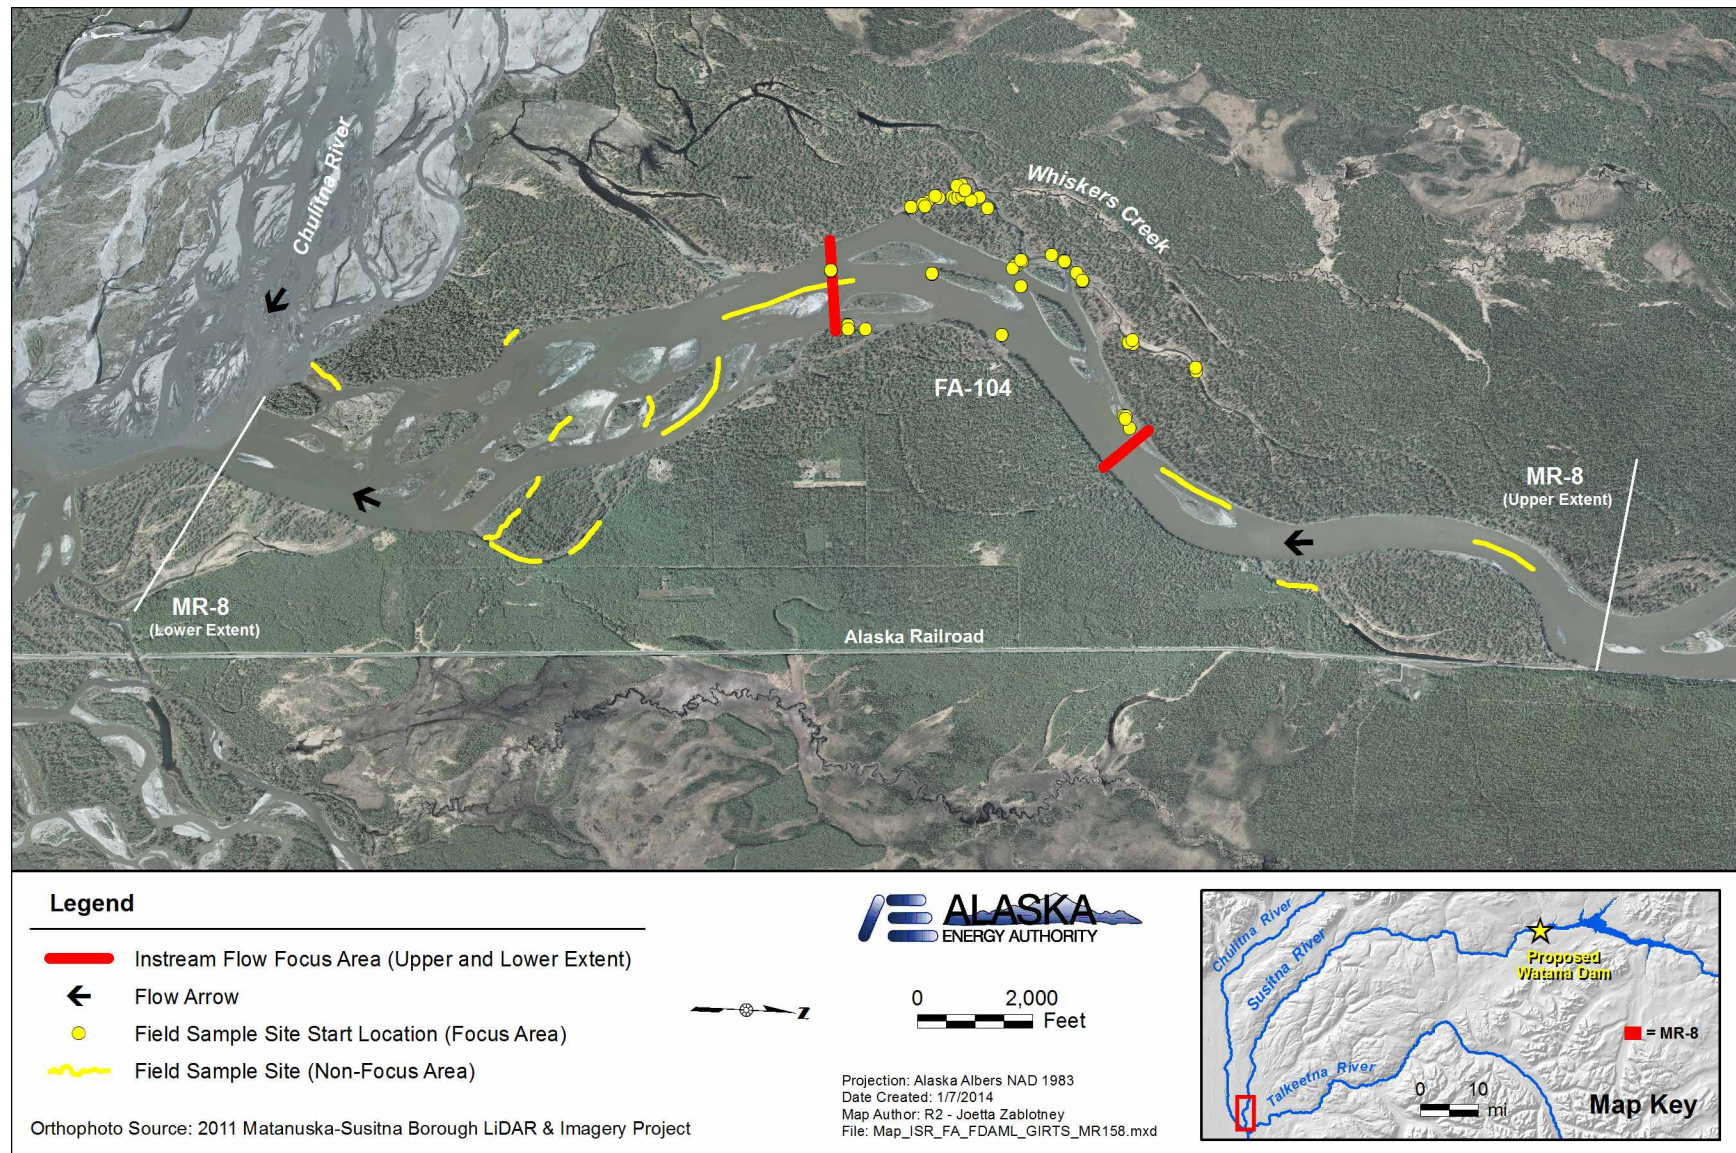 Chulitna River
Whiskers Creek
FA-104
MR-8
(Upper Extent)
MR-8
(Lower Extent)
Alaska Railroad
Legend
Instream Flow Focus Area (Upper and Lower Extent)
Flow Arrow
Field Sample Site Start Location (Focus Area)
Field Sample Site (Non-Focus Area)
Orthophoto Source: 2011 Matanuska-Susitna Borough LiDAR & Imagery Project
ALASKA
ENERGY AUTHORITY
N
0 2,000
Feet
Projection: Alaska Albers NAD 1983
Date Created: 1/7/2014
Map Author: R2 - Joetta Zablotney
File: Map_ISR_FA_FDAML_GIRTS_MR158.mxd
Chulitna River
Susitna River
Proposed
Watana Dam
= MR-8
Talkeetna River
0 10
mi
Map Key